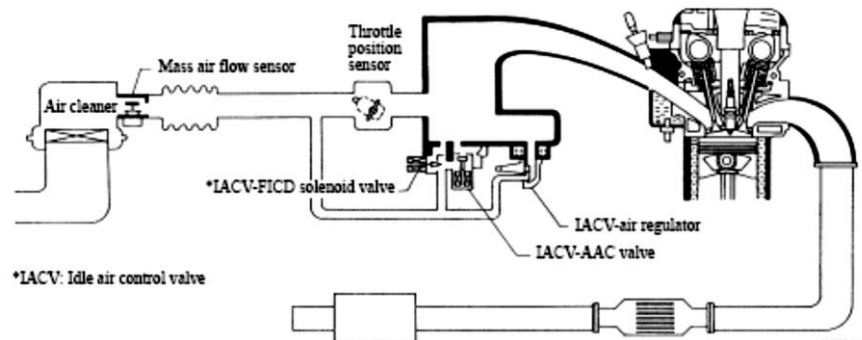 Throttle
position
sensor
Mass air flow sensor
Air cleaner
*IACV-FICD solenoid valve
IACV-air regulator
IACV-AAC valve
*IACV: Idle air control valve